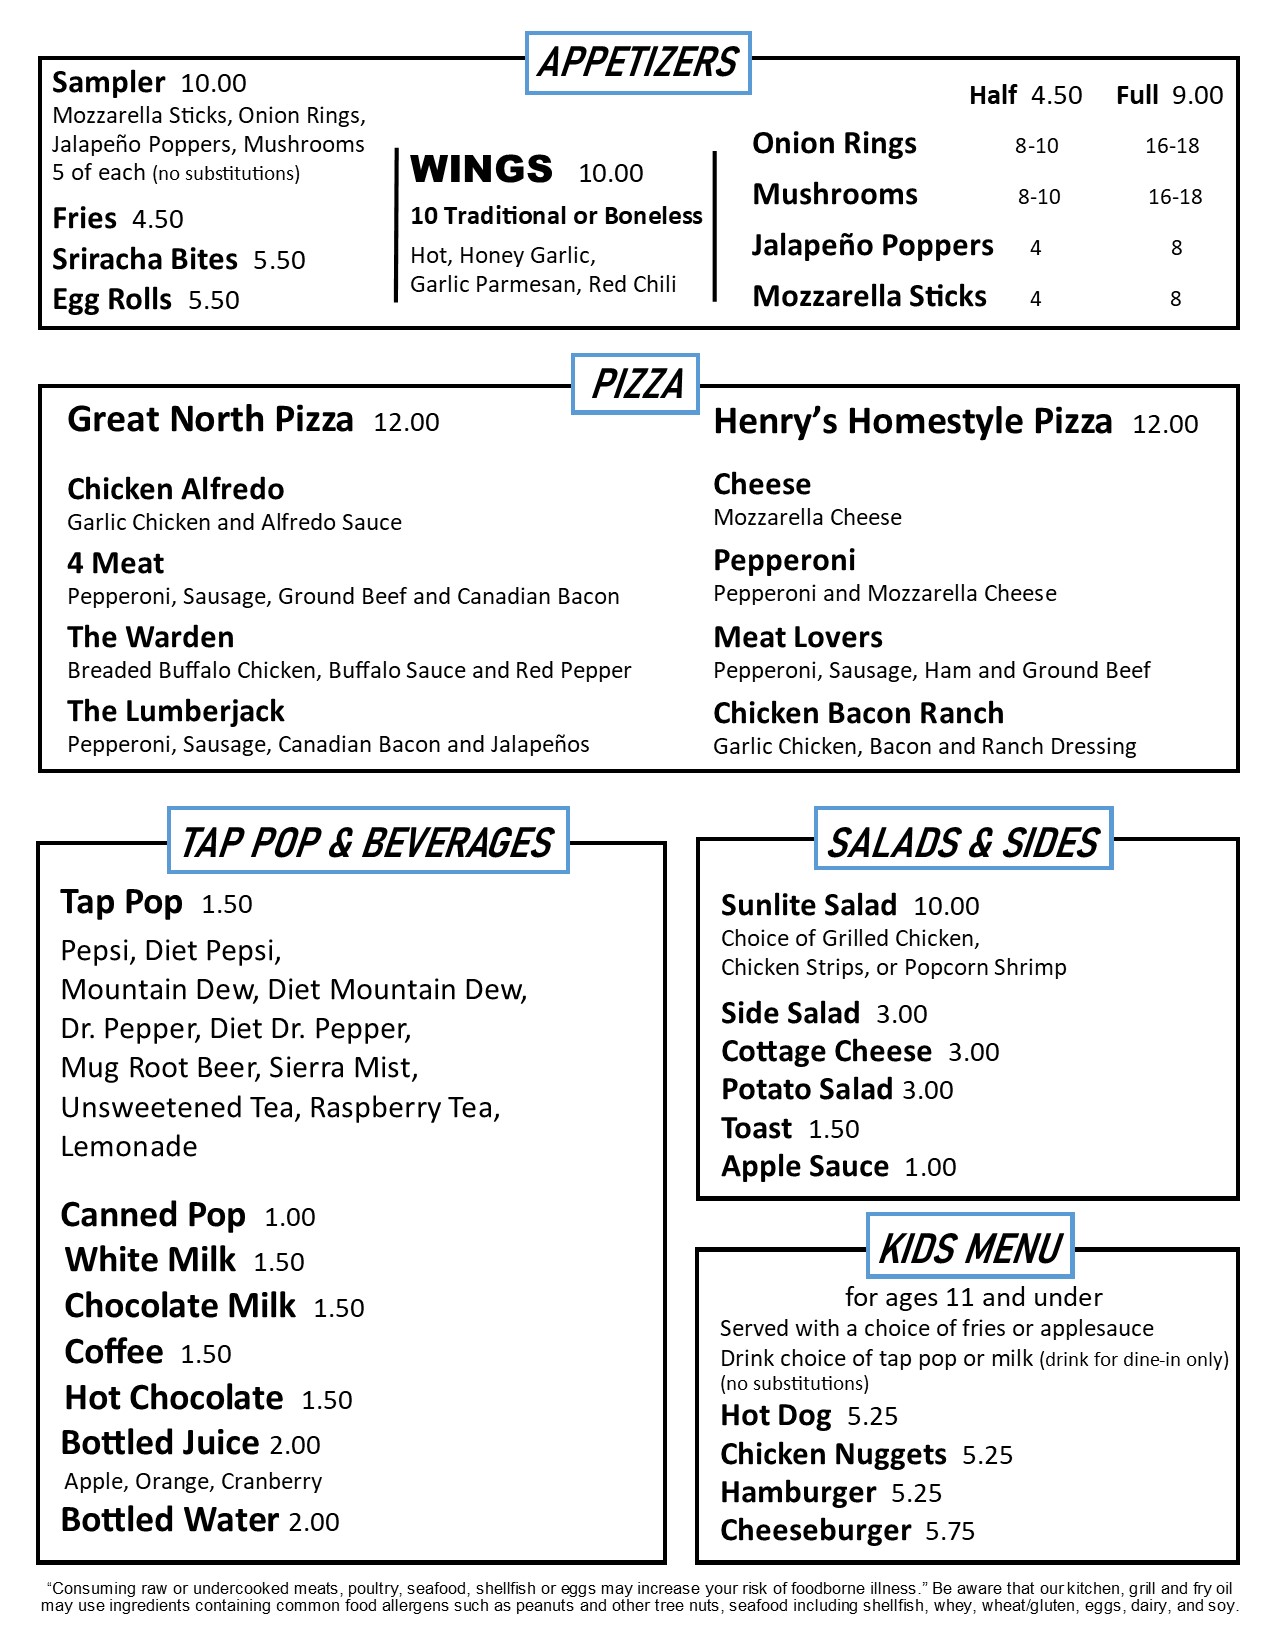 APPETIZERS
Sampler 10.00
Mozzarella Sticks, Onion Rings,
Jalapeño Poppers, Mushrooms
5 of each (no substitutions)
Fries 4.50
Sriracha Bites 5.50
Egg Rolls 5.50
WINGS 10.00
10 Traditional or Boneless
Hot, Honey Garlic,
Garlic Parmesan, Red Chili
Half 4.50 Full 9.00
Onion Rings 8-10 16-18
Mushrooms 8-10 16-18
Jalapeño Poppers 4 8
Mozzarella Sticks 4 8
PIZZA
Great North Pizza 12.00
Chicken Alfredo
Garlic Chicken and Alfredo Sauce
4 Meat
Pepperoni, Sausage, Ground Beef and Canadian Bacon
The Warden
Breaded Buffalo Chicken, Buffalo Sauce and Red Pepper
The Lumberjack
Pepperoni, Sausage, Canadian Bacon and Jalapeños
Henry’s Homestyle Pizza 12.00
Cheese
Mozzarella Cheese
Pepperoni
Pepperoni and Mozzarella Cheese
Meat Lovers
Pepperoni, Sausage, Ham and Ground Beef
Chicken Bacon Ranch
Garlic Chicken, Bacon and Ranch Dressing
TAP POP & BEVERAGES
Tap Pop 1.50
Pepsi, Diet Pepsi,
Mountain Dew, Diet Mountain Dew,
Dr. Pepper, Diet Dr. Pepper,
Mug Root Beer, Sierra Mist,
Unsweetened Tea, Raspberry Tea,
Lemonade
Canned Pop 1.00
White Milk 1.50
Chocolate Milk 1.50
Coffee 1.50
Hot Chocolate 1.50
Bottled Juice 2.00
Apple, Orange, Cranberry
Bottled Water 2.00
SALADS & SIDES
Sunlite Salad 10.00
Choice of Grilled Chicken,
Chicken Strips, or Popcorn Shrimp
Side Salad 3.00
Cottage Cheese 3.00
Potato Salad 3.00
Toast 1.50
Apple Sauce 1.00
KIDS MENU
for ages 11 and under
Served with a choice of fries or applesauce
Drink choice of tap pop or milk (drink for dine-in only)
(no substitutions)
Hot Dog 5.25
Chicken Nuggets 5.25
Hamburger 5.25
Cheeseburger 5.75
“Consuming raw or undercooked meats, poultry, seafood, shellfish or eggs may increase your risk of foodborne illness.” Be aware that our kitchen, grill and fry oil
may use ingredients containing common food allergens such as peanuts and other tree nuts, seafood including shellfish, whey, wheat/gluten, eggs, dairy, and soy.